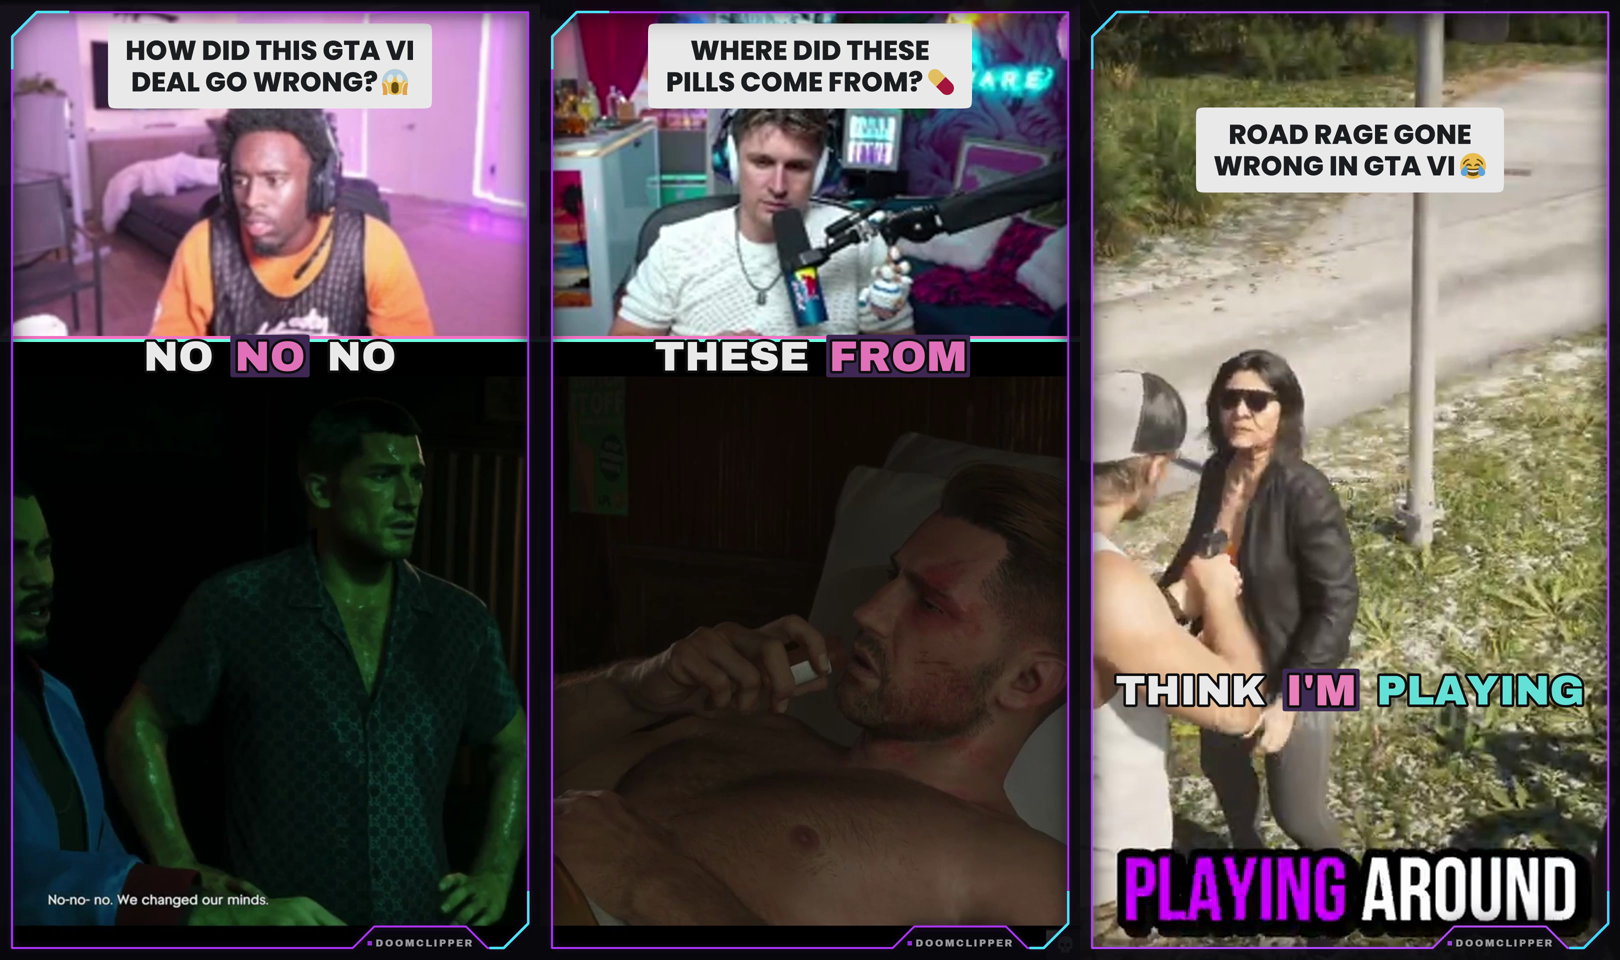 HOW DID THIS GTA VI
DEAL GO WRONG?😱
NO NO NO
No-no- no. We changed our minds.
DOOMCLIPPER
WHERE DID THESE
PILLS COME FROM?💊
THESE FROM
DOOMCLIPPER
ROAD RAGE GONE
WRONG IN GTA VI😂
THINK I'M PLAYING
PLAYING AROUND
DOOMCLIPPER